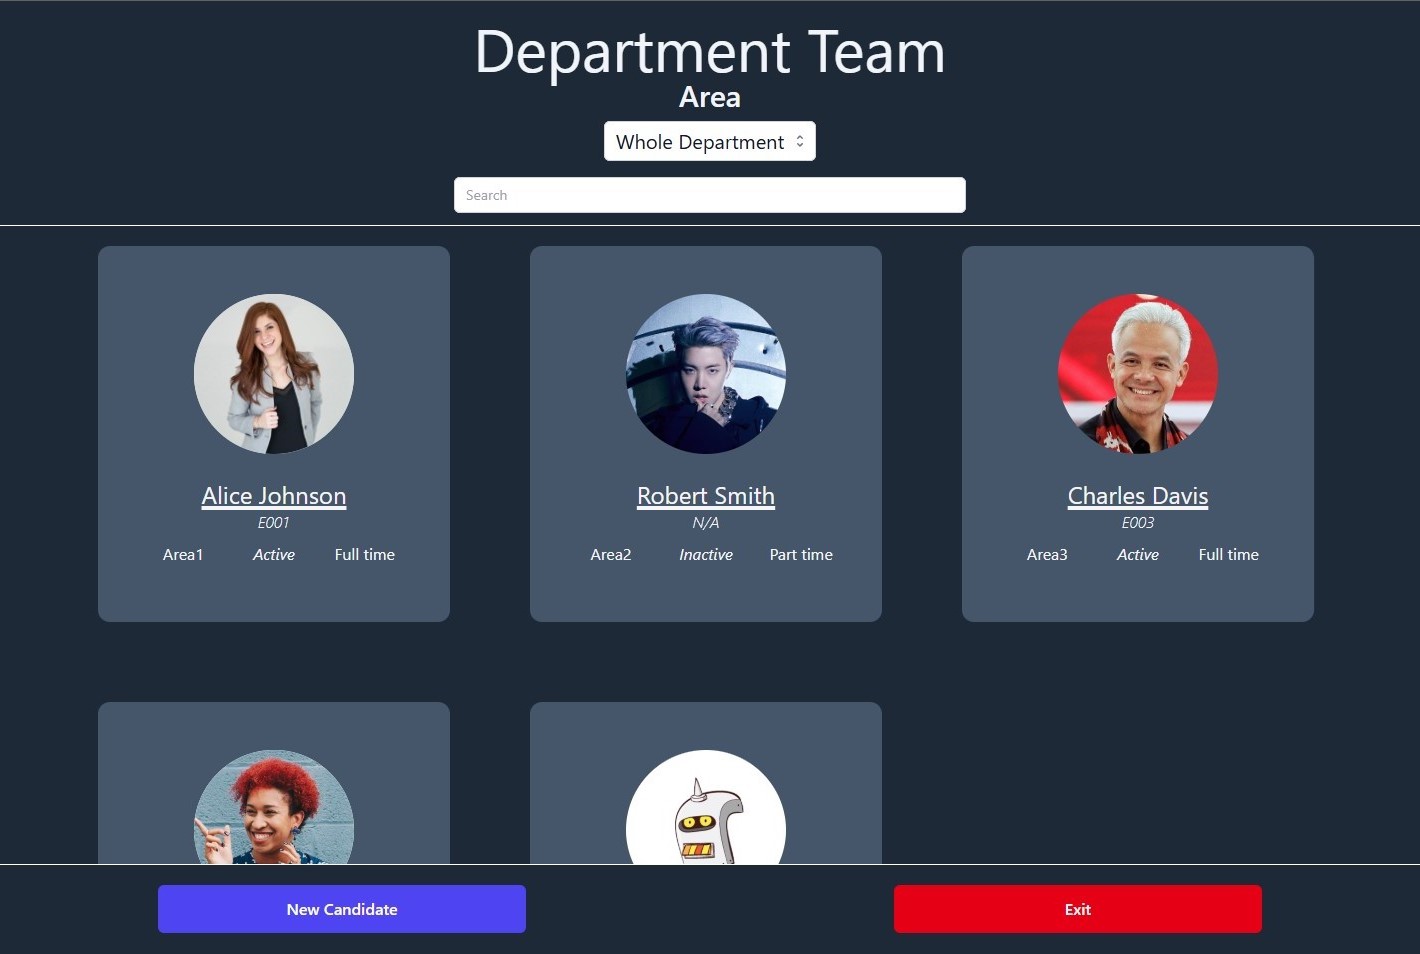 Department Team
Area
Whole Department
Search
Alice Johnson
E001
Area1 Active Full time
Robert Smith
N/A
Area2 Inactive Part time
Charles Davis
E003
Area3 Active Full time
New Candidate
Exit